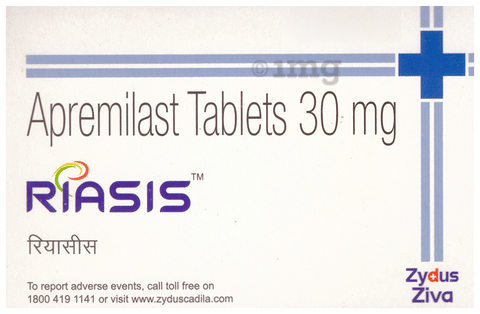 ©1mg
Apremilast Tablets 30 mg
RIASIS™
रियासीस
To report adverse events, call toll free on
1800 419 1141 or visit www.zyduscadila.com
Zydus
Ziva